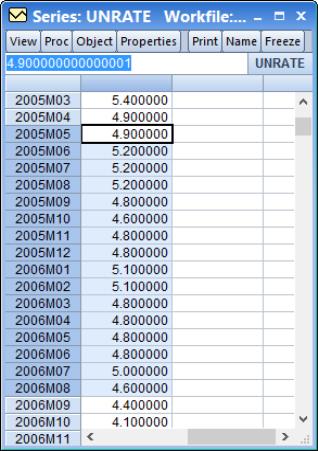 Series: UNRATE Workfile:...
View Proc Object Properties Print Name Freeze
4.900000000000001 UNRATE
2005M03 5.400000
2005M04 4.900000
2005M05 4.900000
2005M06 5.200000
2005M07 5.200000
2005M08 5.200000
2005M09 4.800000
2005M10 4.600000
2005M11 4.800000
2005M12 4.800000
2006M01 5.100000
2006M02 5.100000
2006M03 4.800000
2006M04 4.800000
2006M05 4.800000
2006M06 4.800000
2006M07 5.000000
2006M08 4.600000
2006M09 4.400000
2006M10 4.100000
2006M11